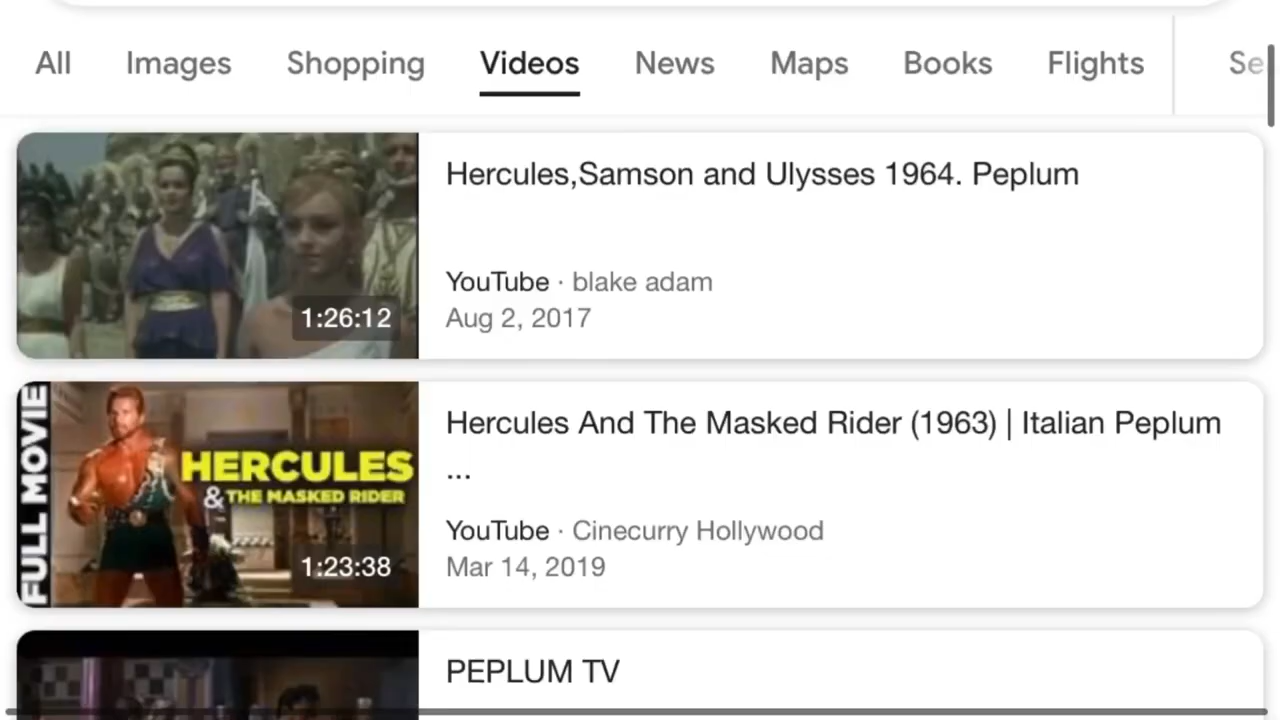 All Images Shopping Videos News Maps Books Flights Se
Hercules,Samson and Ulysses 1964. Peplum
YouTube · blake adam
1:26:12
Aug 2, 2017
FULL MOVIE
Hercules And The Masked Rider (1963) | Italian Peplum
...
HERCULES
& THE MASKED RIDER
YouTube · Cinecurry Hollywood
1:23:38
Mar 14, 2019
PEPLUM TV